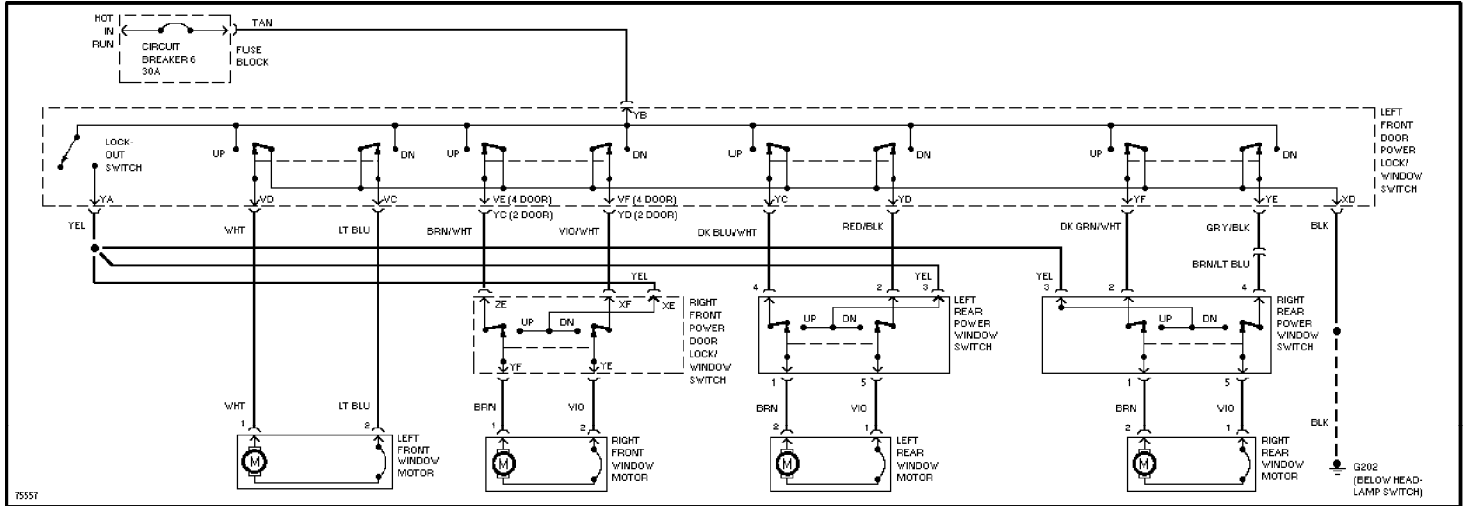 HOT
IN
RUN
CIRCUIT
BREAKER 6
30A
TAN
FUSE
BLOCK
YB
LEFT
FRONT
DOOR
POWER
LOCK/
WINDOW
SWITCH
LOCK-
OUT
SWITCH
UP
DN
UP
DN
UP
DN
UP
DN
YA
VD
VC
VE (4 DOOR)
YC (2 DOOR)
VF (4 DOOR)
YD (2 DOOR)
YC
YD
YF
YE
XD
YEL
WHT
LT BLU
BRN/WHT
VIO/WHT
DK BLU/WHT
RED/BLK
DK GRN/WHT
GRY/BLK
BLK
BRN/LT BLU
YEL
YEL
YEL
4
2
3
3
2
4
ZE
XF
XE
UP
DN
YF
YE
RIGHT
FRONT
POWER
DOOR
LOCK/
WINDOW
SWITCH
UP
DN
LEFT
REAR
POWER
WINDOW
SWITCH
UP
DN
RIGHT
REAR
POWER
WINDOW
SWITCH
1
5
1
5
WHT
LT BLU
BRN
VIO
BRN
VIO
BRN
VIO
BLK
1
2
1
2
2
1
2
1
M
LEFT
FRONT
WINDOW
MOTOR
M
RIGHT
FRONT
WINDOW
MOTOR
M
LEFT
REAR
WINDOW
MOTOR
M
RIGHT
REAR
WINDOW
MOTOR
G202
(BELOW HEAD-
LAMP SWITCH)
75557